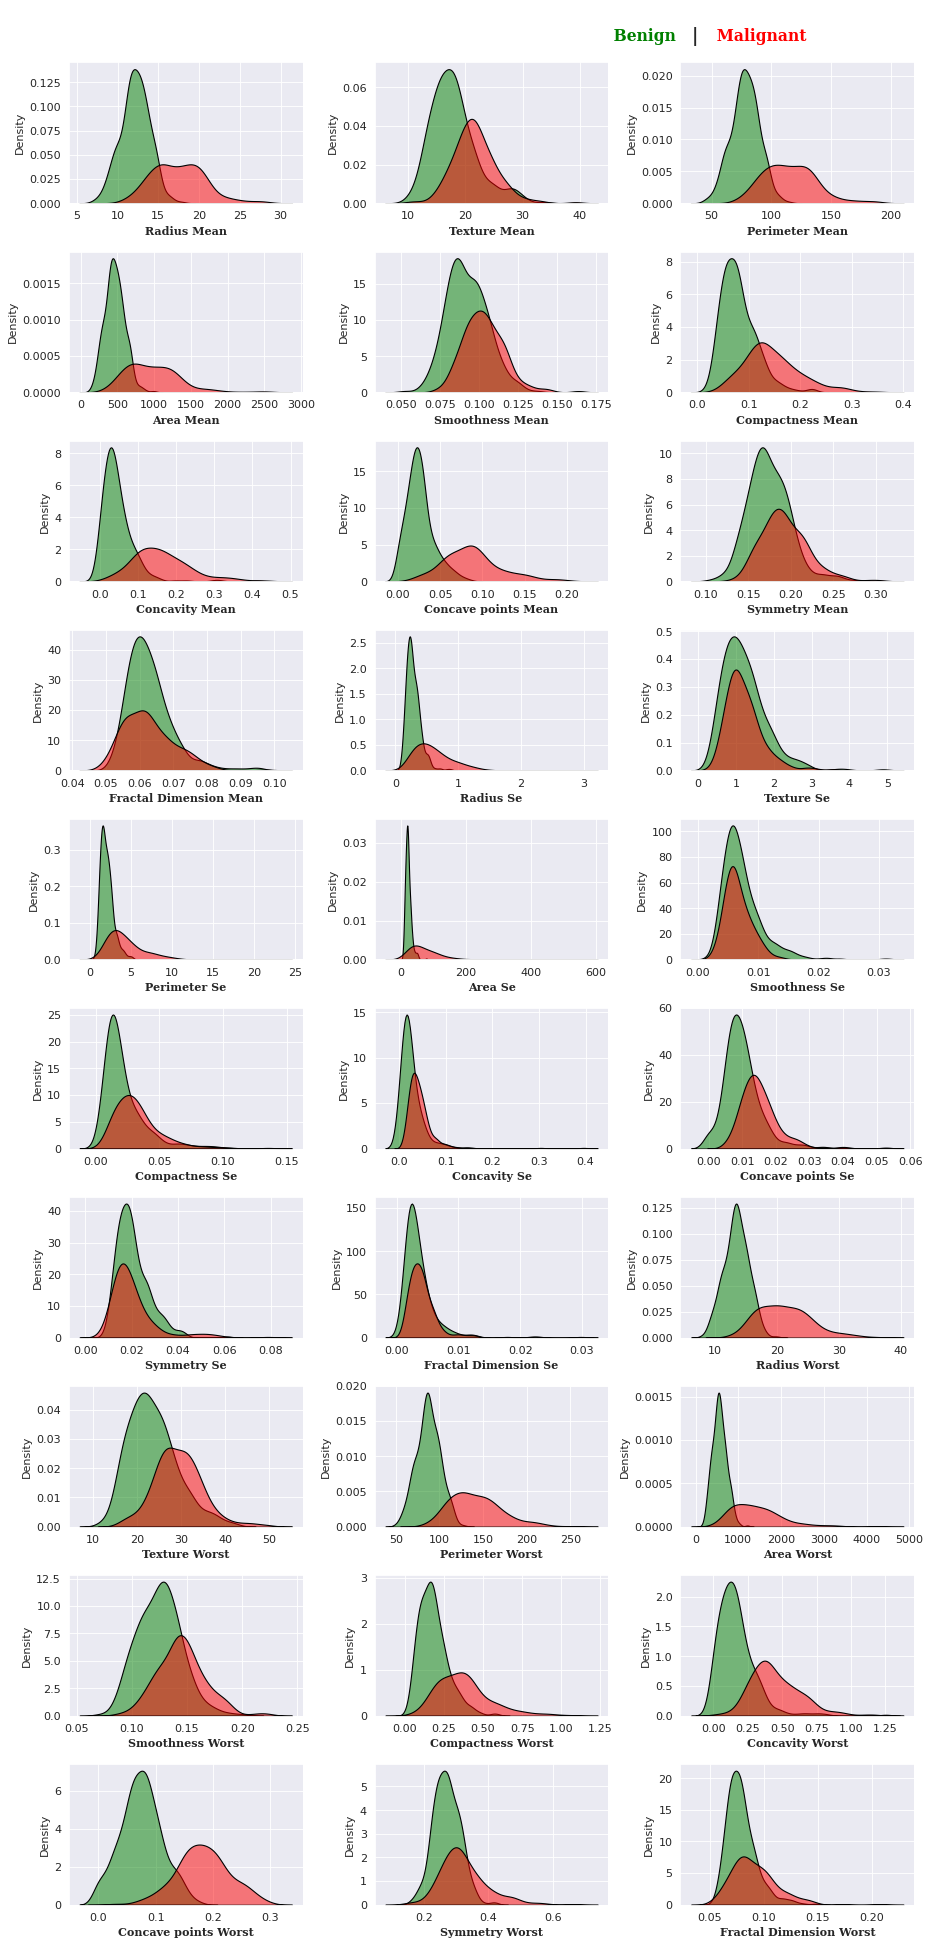 Benign | Malignant
Density
0.125
0.100
0.075
0.050
0.025
0.000
5 10 15 20 25 30
Radius Mean
Density
0.06
0.04
0.02
0.00
10 20 30 40
Texture Mean
Density
0.020
0.015
0.010
0.005
0.000
50 100 150 200
Perimeter Mean
Density
0.0015
0.0010
0.0005
0.0000
0 500 1000 1500 2000 2500 3000
Area Mean
Density
15
10
5
0
0.050 0.075 0.100 0.125 0.150 0.175
Smoothness Mean
Density
8
6
4
2
0
0.0 0.1 0.2 0.3 0.4
Compactness Mean
Density
8
6
4
2
0
0.0 0.1 0.2 0.3 0.4 0.5
Concavity Mean
Density
15
10
5
0
0.00 0.05 0.10 0.15 0.20
Concave points Mean
Density
10
8
6
4
2
0
0.10 0.15 0.20 0.25 0.30
Symmetry Mean
Density
40
30
20
10
0
0.04 0.05 0.06 0.07 0.08 0.09 0.10
Fractal Dimension Mean
Density
2.5
2.0
1.5
1.0
0.5
0.0
0 1 2 3
Radius Se
Density
0.5
0.4
0.3
0.2
0.1
0.0
0 1 2 3 4 5
Texture Se
Density
0.3
0.2
0.1
0.0
0 5 10 15 20 25
Perimeter Se
Density
0.03
0.02
0.01
0.00
0 200 400 600
Area Se
Density
100
80
60
40
20
0
0.00 0.01 0.02 0.03
Smoothness Se
Density
25
20
15
10
5
0
0.00 0.05 0.10 0.15
Compactness Se
Density
15
10
5
0
0.0 0.1 0.2 0.3 0.4
Concavity Se
Density
60
40
20
0
0.00 0.01 0.02 0.03 0.04 0.05 0.06
Concave points Se
Density
40
30
20
10
0
0.00 0.02 0.04 0.06 0.08
Symmetry Se
Density
150
100
50
0
0.00 0.01 0.02 0.03
Fractal Dimension Se
Density
0.125
0.100
0.075
0.050
0.025
0.000
10 20 30 40
Radius Worst
Density
0.04
0.03
0.02
0.01
0.00
10 20 30 40 50
Texture Worst
Density
0.020
0.015
0.010
0.005
0.000
50 100 150 200 250
Perimeter Worst
Density
0.0015
0.0010
0.0005
0.0000
0 1000 2000 3000 4000 5000
Area Worst
Density
12.5
10.0
7.5
5.0
2.5
0.0
0.05 0.10 0.15 0.20 0.25
Smoothness Worst
Density
3
2
1
0
0.00 0.25 0.50 0.75 1.00 1.25
Compactness Worst
Density
2.0
1.5
1.0
0.5
0.0
0.00 0.25 0.50 0.75 1.00 1.25
Concavity Worst
Density
6
4
2
0
0.0 0.1 0.2 0.3
Concave points Worst
Density
5
4
3
2
1
0
0.2 0.4 0.6
Symmetry Worst
Density
20
15
10
5
0
0.05 0.10 0.15 0.20
Fractal Dimension Worst